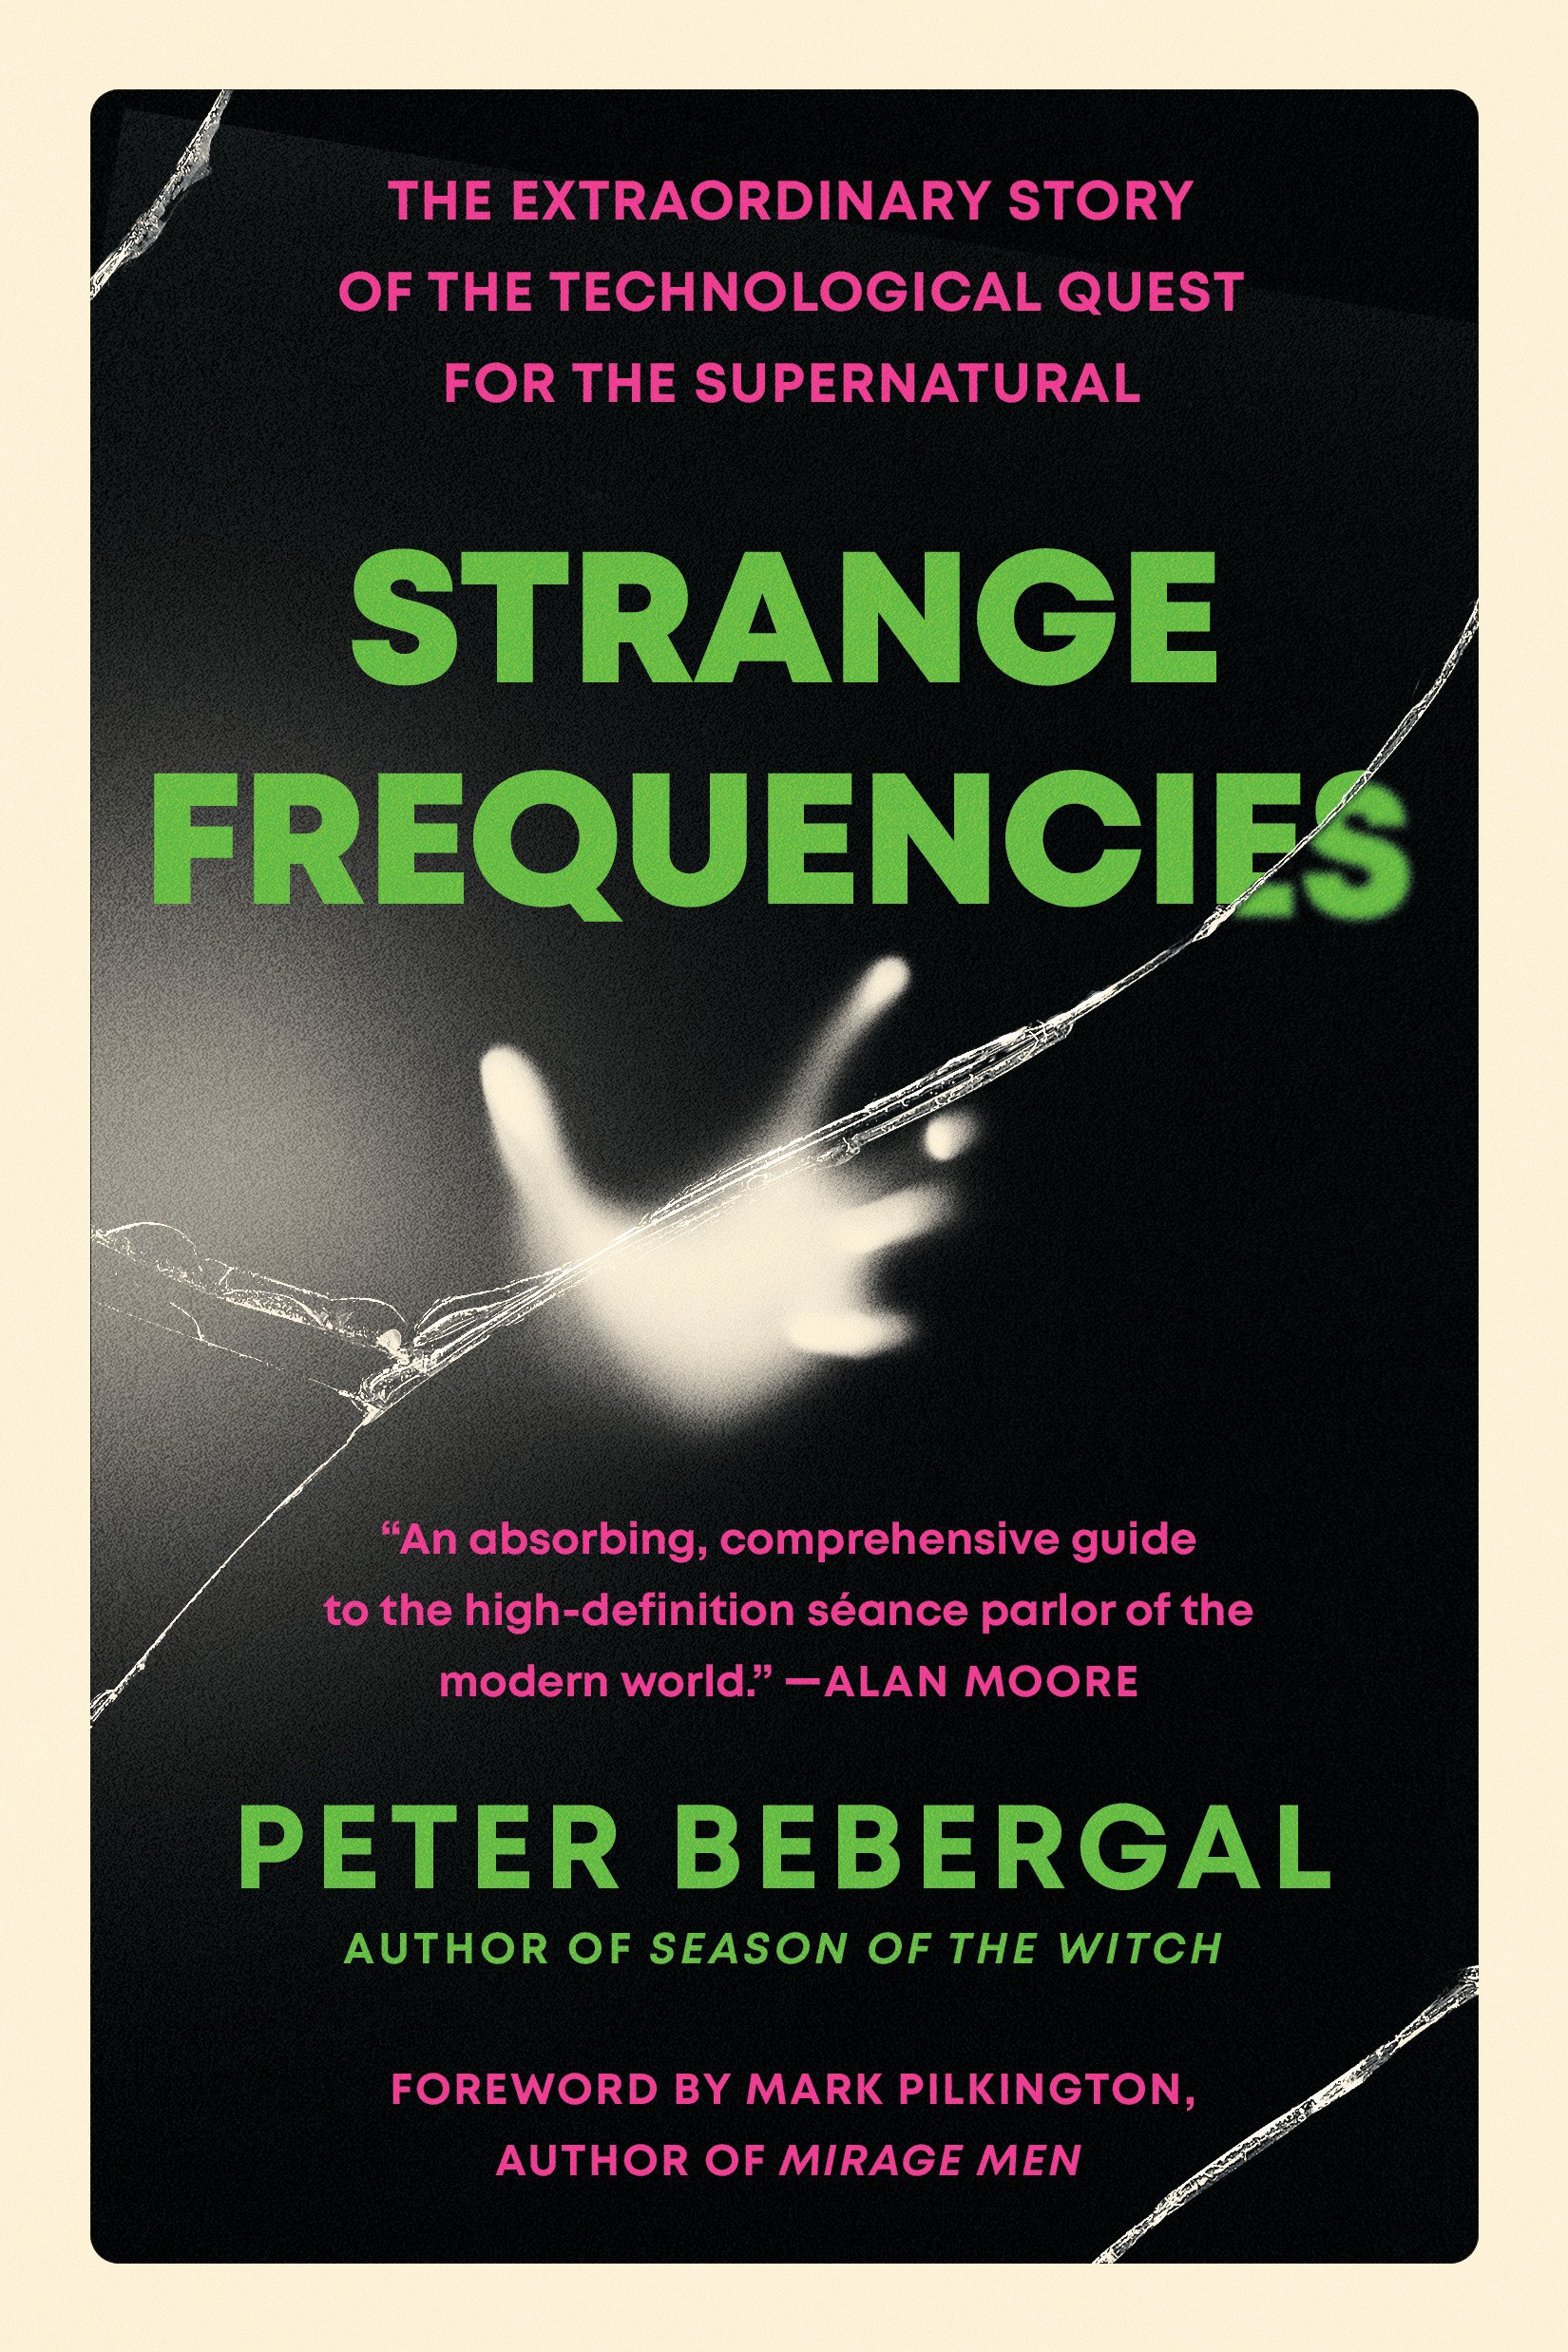 THE EXTRAORDINARY STORY
OF THE TECHNOLOGICAL QUEST
FOR THE SUPERNATURAL
STRANGE
FREQUENCIES
“An absorbing, comprehensive guide
to the high-definition séance parlor of the
modern world.” —ALAN MOORE
PETER BEBERGAL
AUTHOR OF SEASON OF THE WITCH
FOREWORD BY MARK PILKINGTON,
AUTHOR OF MIRAGE MEN